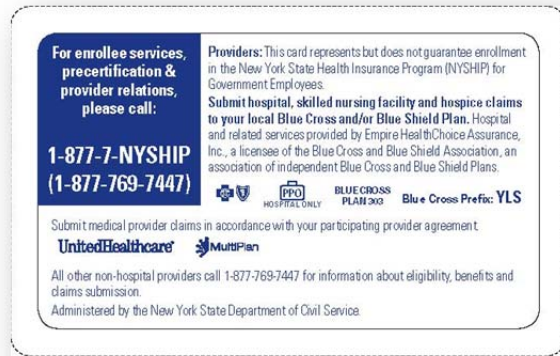 For enrollee services,
precertification &
provider relations,
please call:
1-877-7-NYSHIP
(1-877-769-7447)
Providers: This card represents but does not guarantee enrollment
in the New York State Health Insurance Program (NYSHIP) for
Government Employees.
Submit hospital, skilled nursing facility and hospice claims
to your local Blue Cross and/or Blue Shield Plan. Hospital
and related services provided by Empire HealthChoice Assurance,
Inc., a licensee of the Blue Cross and Blue Shield Association, an
association of independent Blue Cross and Blue Shield Plans.
PPO
HOSPITAL ONLY
BLUE CROSS
PLAN 303
Blue Cross Prefix: YLS
Submit medical provider claims in accordance with your participating provider agreement.
UnitedHealthcare®
MultiPlan
All other non-hospital providers call 1-877-769-7447 for information about eligibility, benefits and
claims submission.
Administered by the New York State Department of Civil Service.